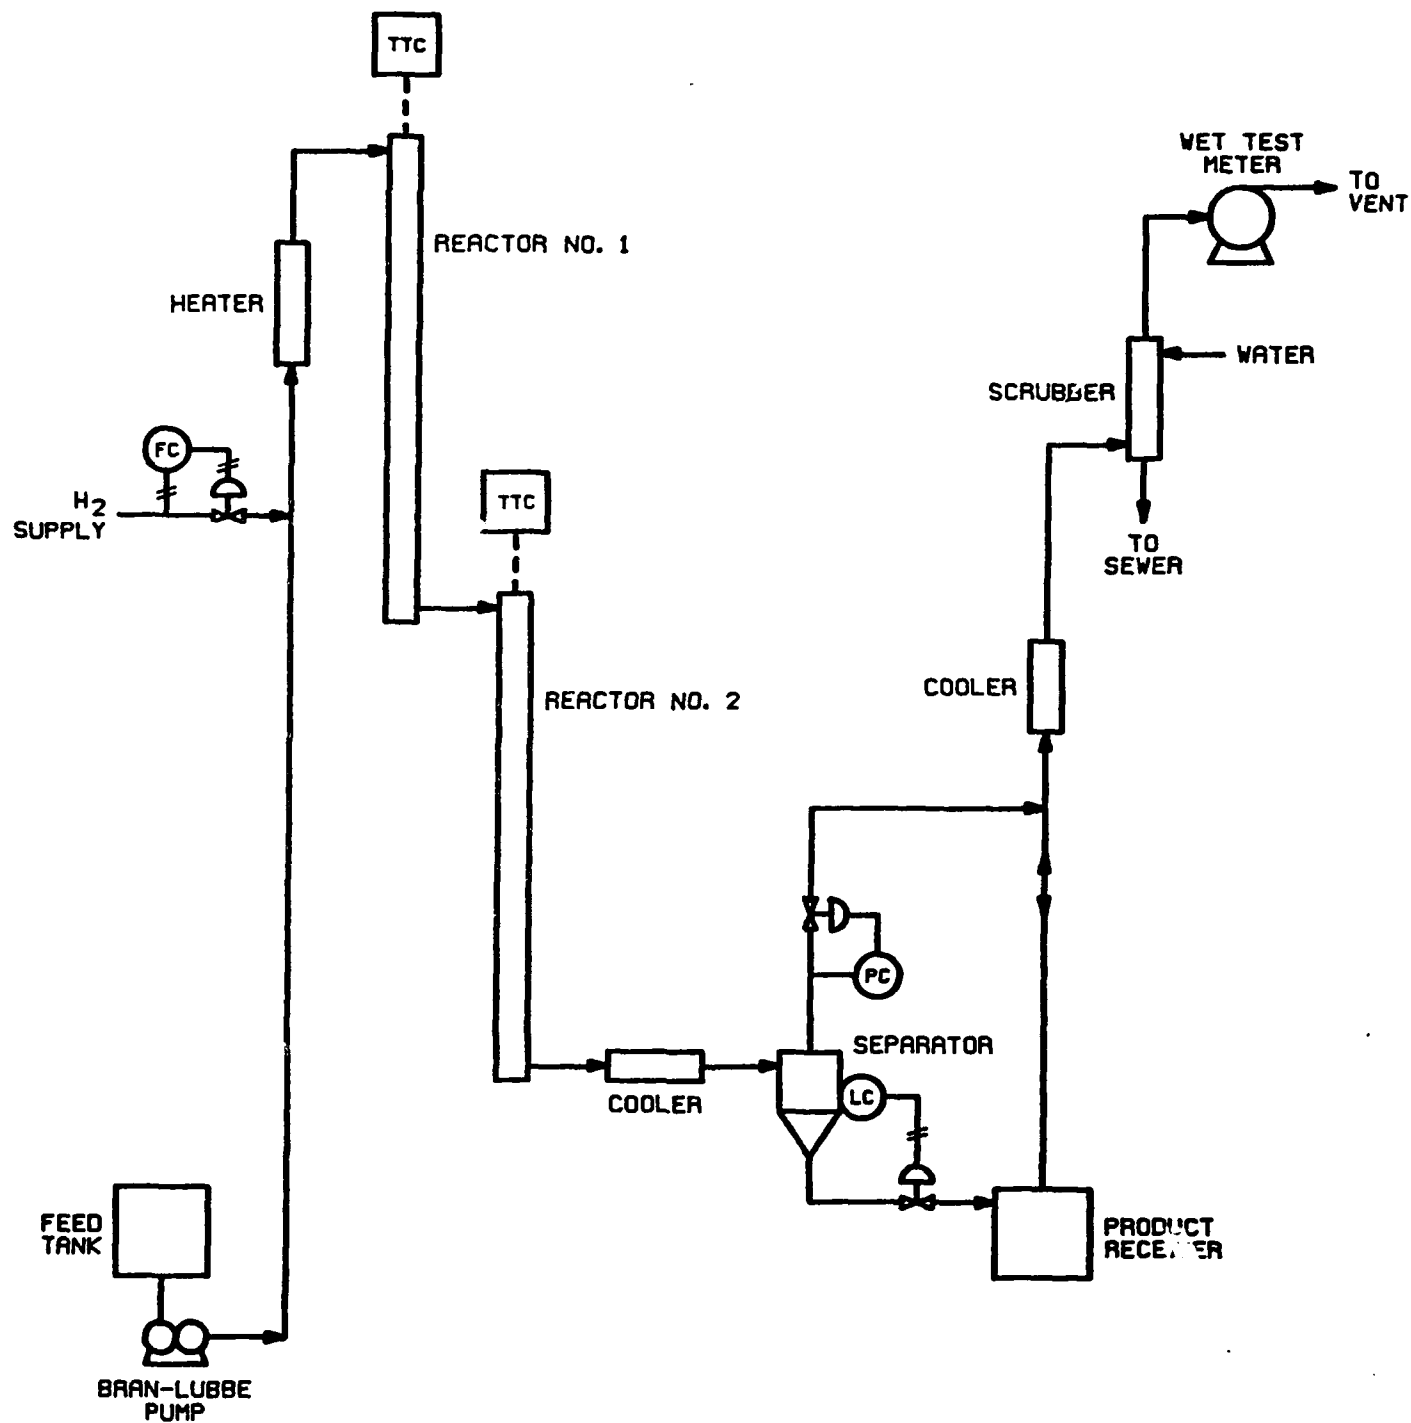 TTC
WET TEST
METER
TO
VENT
REACTOR NO. 1
HEATER
WATER
SCRUBBER
FC
H2
SUPPLY
TTC
TO
SEWER
COOLER
REACTOR NO. 2
PC
SEPARATOR
LC
COOLER
FEED
TANK
PRODUCT
BRAN-LUBBE
PUMP